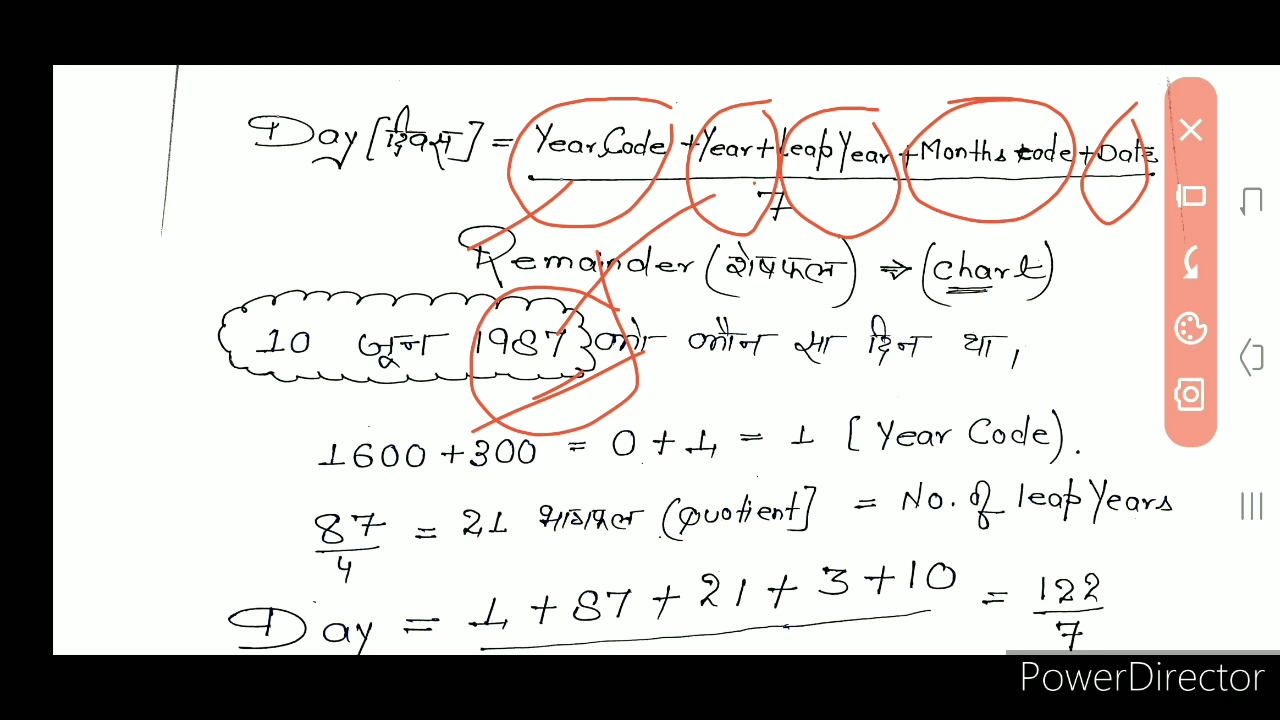 Day [दिवस] = Year Code + Year + Leap Year + Months code + Date
7
Remainder (शेषफल) ⇒ (chart)
10 जून 1987 को कौन सा दिन था,
1600 + 300 = 0 + 1 = 1 [Year Code).
87/4 = 21 भागफल (Quotient] = No. of leap Years
Day = 1 + 87 + 21 + 3 + 10 = 122/7
PowerDirector